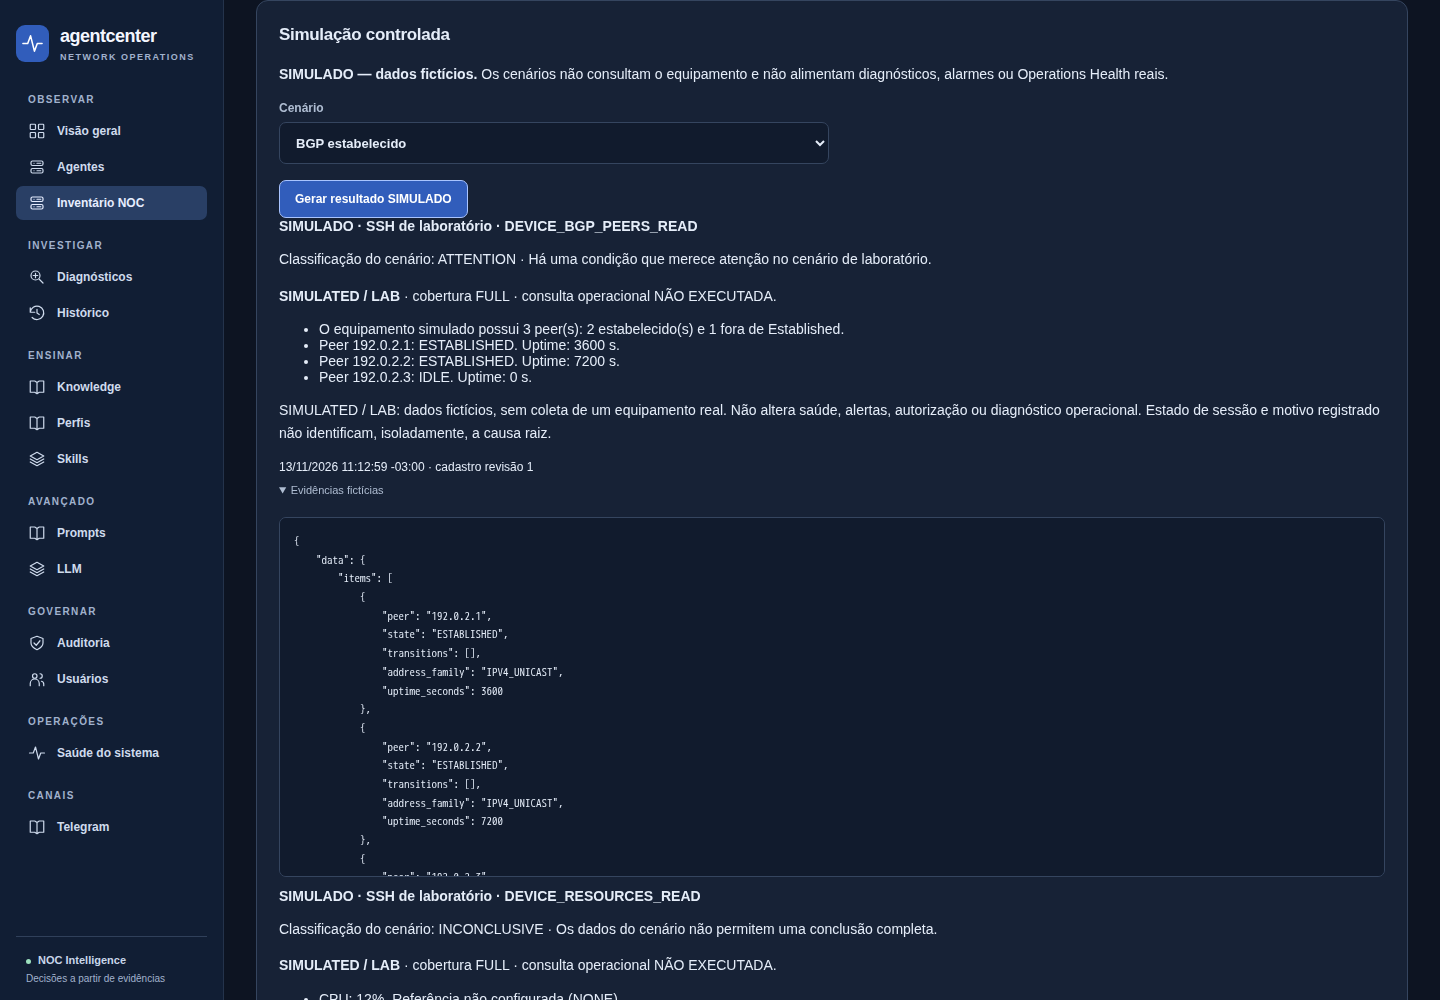 agentcenter
NETWORK OPERATIONS
OBSERVAR
Visão geral
Agentes
Inventário NOC
INVESTIGAR
Diagnósticos
Histórico
ENSINAR
Knowledge
Perfis
Skills
AVANÇADO
Prompts
LLM
GOVERNAR
Auditoria
Usuários
OPERAÇÕES
Saúde do sistema
CANAIS
Telegram
NOC Intelligence
Decisões a partir de evidências
Simulação controlada
SIMULADO — dados fictícios. Os cenários não consultam o equipamento e não alimentam diagnósticos, alarmes ou Operations Health reais.
Cenário
BGP estabelecido
Gerar resultado SIMULADO
SIMULADO · SSH de laboratório · DEVICE_BGP_PEERS_READ
Classificação do cenário: ATTENTION · Há uma condição que merece atenção no cenário de laboratório.
SIMULATED / LAB · cobertura FULL · consulta operacional NÃO EXECUTADA.
• O equipamento simulado possui 3 peer(s): 2 estabelecido(s) e 1 fora de Established.
• Peer 192.0.2.1: ESTABLISHED. Uptime: 3600 s.
• Peer 192.0.2.2: ESTABLISHED. Uptime: 7200 s.
• Peer 192.0.2.3: IDLE. Uptime: 0 s.
SIMULATED / LAB: dados fictícios, sem coleta de um equipamento real. Não altera saúde, alertas, autorização ou diagnóstico operacional. Estado de sessão e motivo registrado
não identificam, isoladamente, a causa raiz.
13/11/2026 11:12:59 -03:00 · cadastro revisão 1
▼ Evidências fictícias
{
"data": {
"items": [
{
"peer": "192.0.2.1",
"state": "ESTABLISHED",
"transitions": [],
"address_family": "IPV4_UNICAST",
"uptime_seconds": 3600
},
{
"peer": "192.0.2.2",
"state": "ESTABLISHED",
"transitions": [],
"address_family": "IPV4_UNICAST",
"uptime_seconds": 7200
},
{
"peer": "192.0.2.3",
SIMULADO · SSH de laboratório · DEVICE_RESOURCES_READ
Classificação do cenário: INCONCLUSIVE · Os dados do cenário não permitem uma conclusão completa.
SIMULATED / LAB · cobertura FULL · consulta operacional NÃO EXECUTADA.
• CPU: 12%. Referência não configurada (NONE).